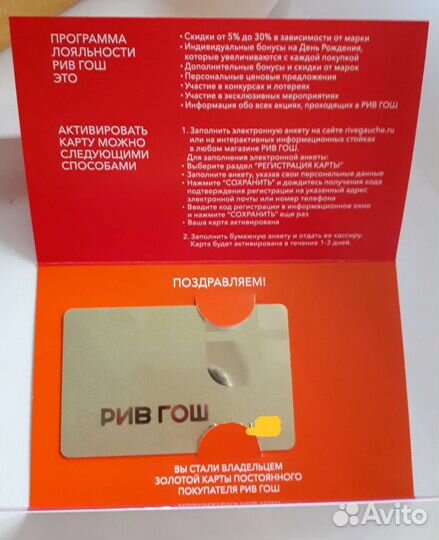 ПРОГРАММА
ЛОЯЛЬНОСТИ
РИВ ГОШ
ЭТО
• Скидки от 5% до 30% в зависимости от марки
• Индивидуальные бонусы на День Рождения,
которые увеличиваются с каждой покупкой
• Дополнительные бонусы и скидки от марок
• Персональные ценовые предложения
• Участие в конкурсах и лотереях
• Участие в эксклюзивных мероприятиях
• Информация обо всех акциях, проходящих в РИВ ГОШ
АКТИВИРОВАТЬ
КАРТУ МОЖНО
СЛЕДУЮЩИМИ
СПОСОБАМИ
1. Заполнить электронную анкету на сайте rivegauche.ru
или на интерактивных информационных стойках
в любом магазине РИВ ГОШ.
Для заполнения электронной анкеты:
• Выберите раздел "РЕГИСТРАЦИЯ КАРТЫ"
• Заполните анкету, указав свои персональные данные
• Нажмите "СОХРАНИТЬ" и дождитесь получения кода
подтверждения регистрации на указанный адрес
электронной почты или номер телефона
• Введите код регистрации в информационное окно
и нажмите "СОХРАНИТЬ" еще раз
• Ваша карта активирована
2. Заполнить бумажную анкету и отдать ее кассиру.
Карта будет активирована в течение 1-3 дней.
ПОЗДРАВЛЯЕМ!
РИВ ГОШ
ВЫ СТАЛИ ВЛАДЕЛЬЦЕМ
ЗОЛОТОЙ КАРТЫ ПОСТОЯННОГО
ПОКУПАТЕЛЯ РИВ ГОШ
Avito